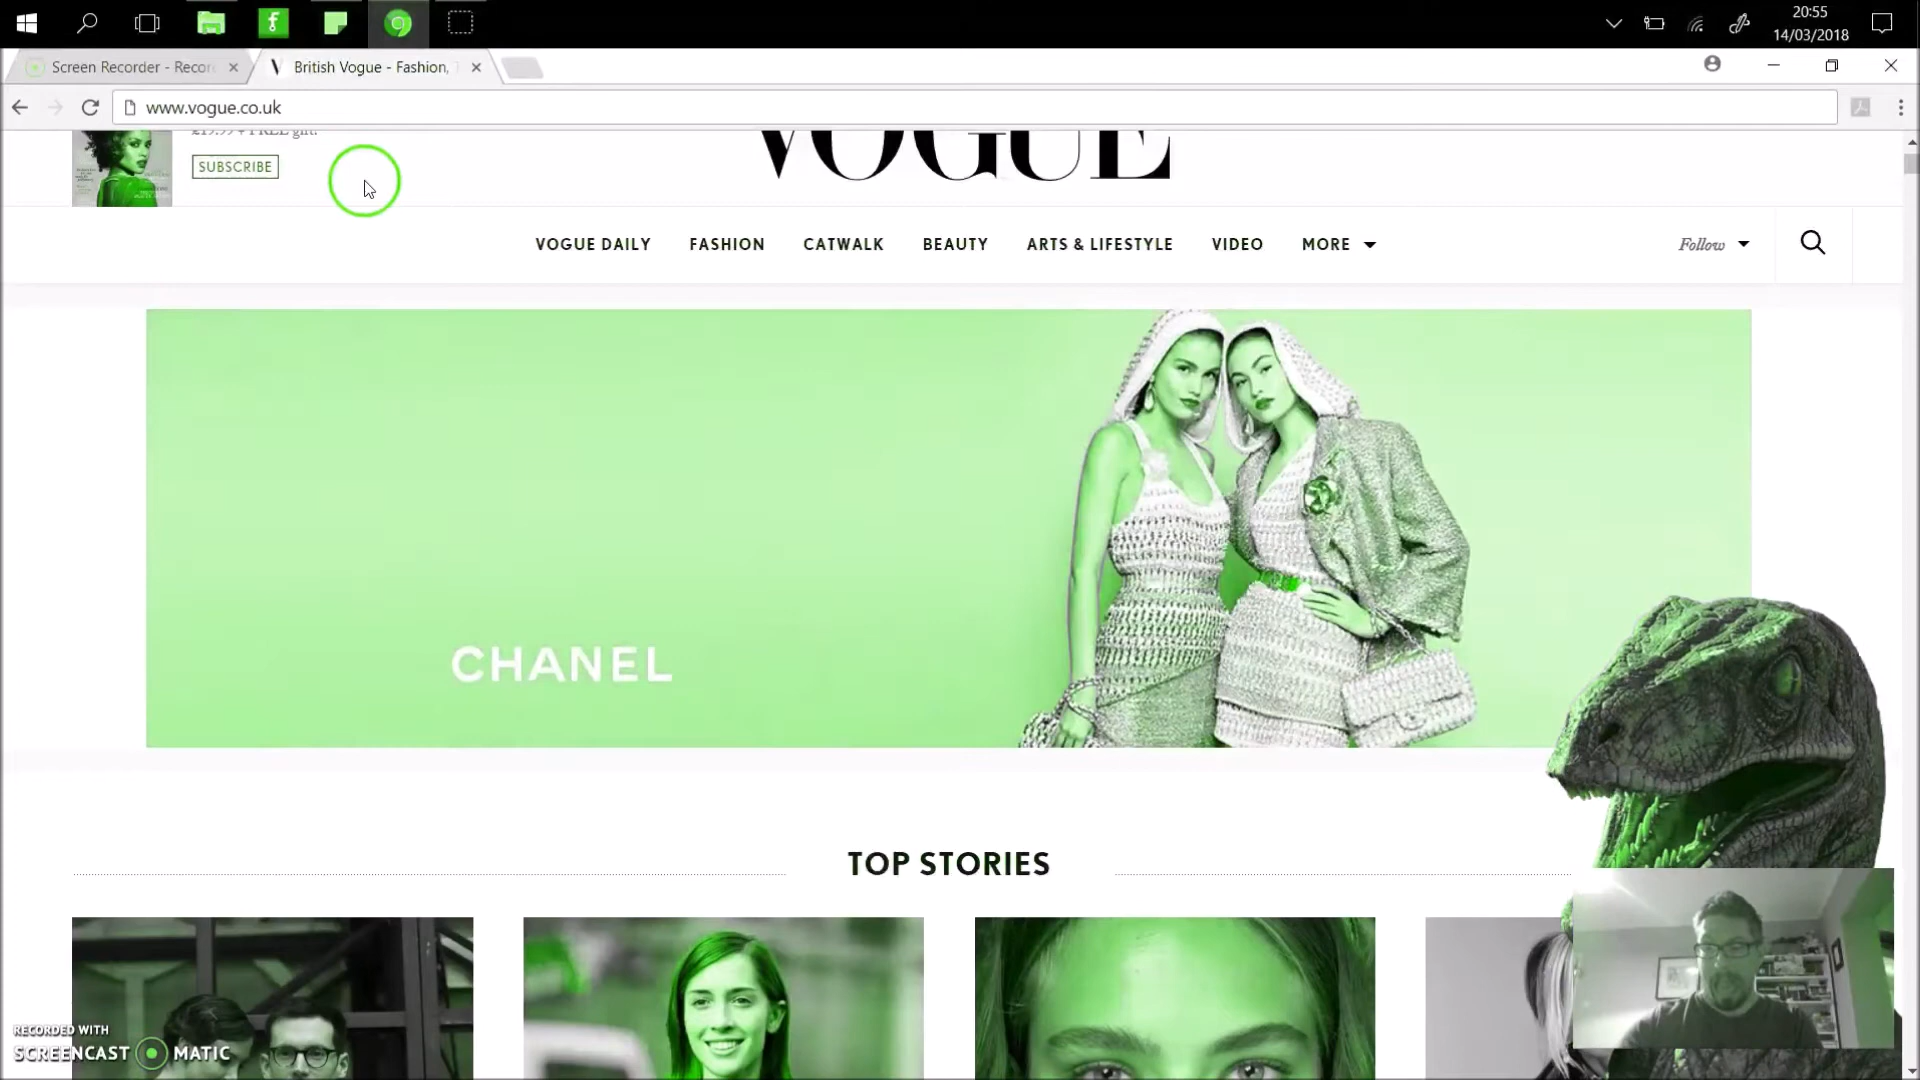 20:55
14/03/2018
Screen Recorder - Recor
British Vogue - Fashion, T
www.vogue.co.uk
£19.99 + FREE gift.
SUBSCRIBE
VOGUE
VOGUE DAILY
FASHION
CATWALK
BEAUTY
ARTS & LIFESTYLE
VIDEO
MORE
Follow
CHANEL
TOP STORIES
RECORDED WITH
SCREENCAST MATIC